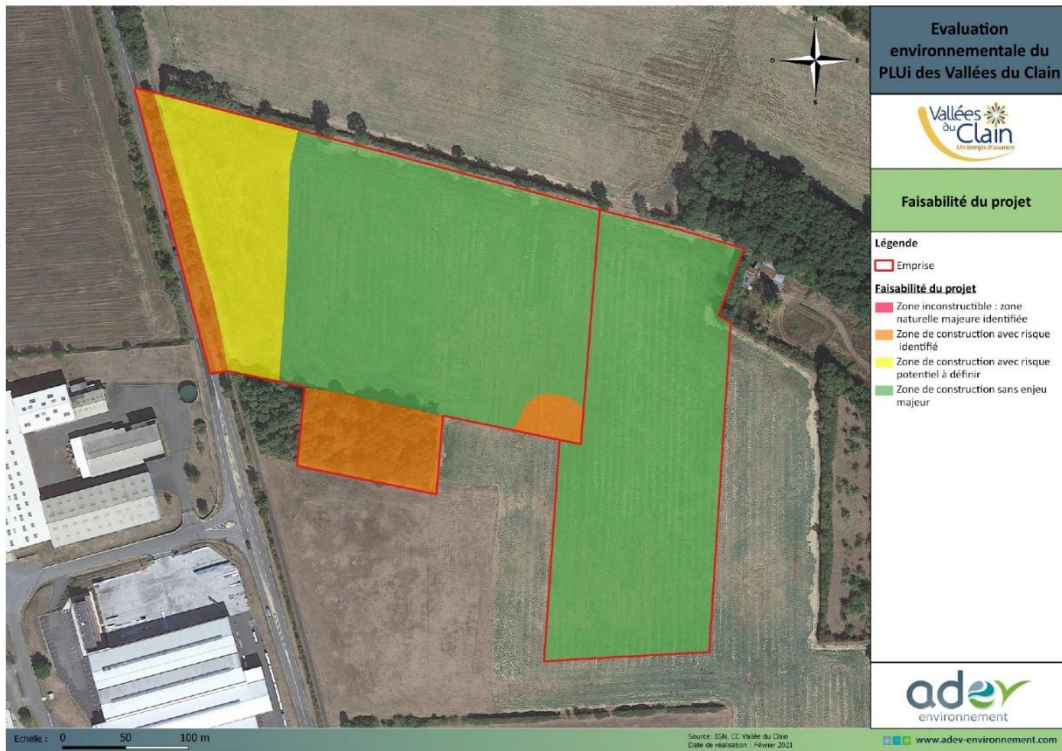 Evaluation
environnementale du
PLUi des Vallées du Clain
Vallées
du Clain
Un temps d'avance
Faisabilité du projet
Légende
Emprise
Faisabilité du projet
Zone inconstructible : zone
naturelle majeure identifiée
Zone de construction avec risque
identifié
Zone de construction avec risque
potentiel à définir
Zone de construction sans enjeu
majeur
N
O
E
S
Echelle : 0 50 100 m
Source: IGN, CC Vallée du Clain
Date de réalisation : Février 2021
adev
environnement
www.adev-environnement.com